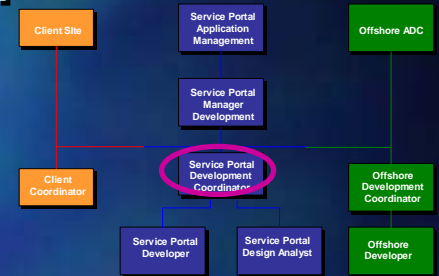 Client SIte
Service Portal
Application
Management
Offshore ADC
Service Portal
Manager
Development
Client
Coordinator
Service Portal
Development
Coordinator
Offshore
Development
Coordinator
Service Portal
Developer
Service Portal
Design Analyst
Offshore
Developer